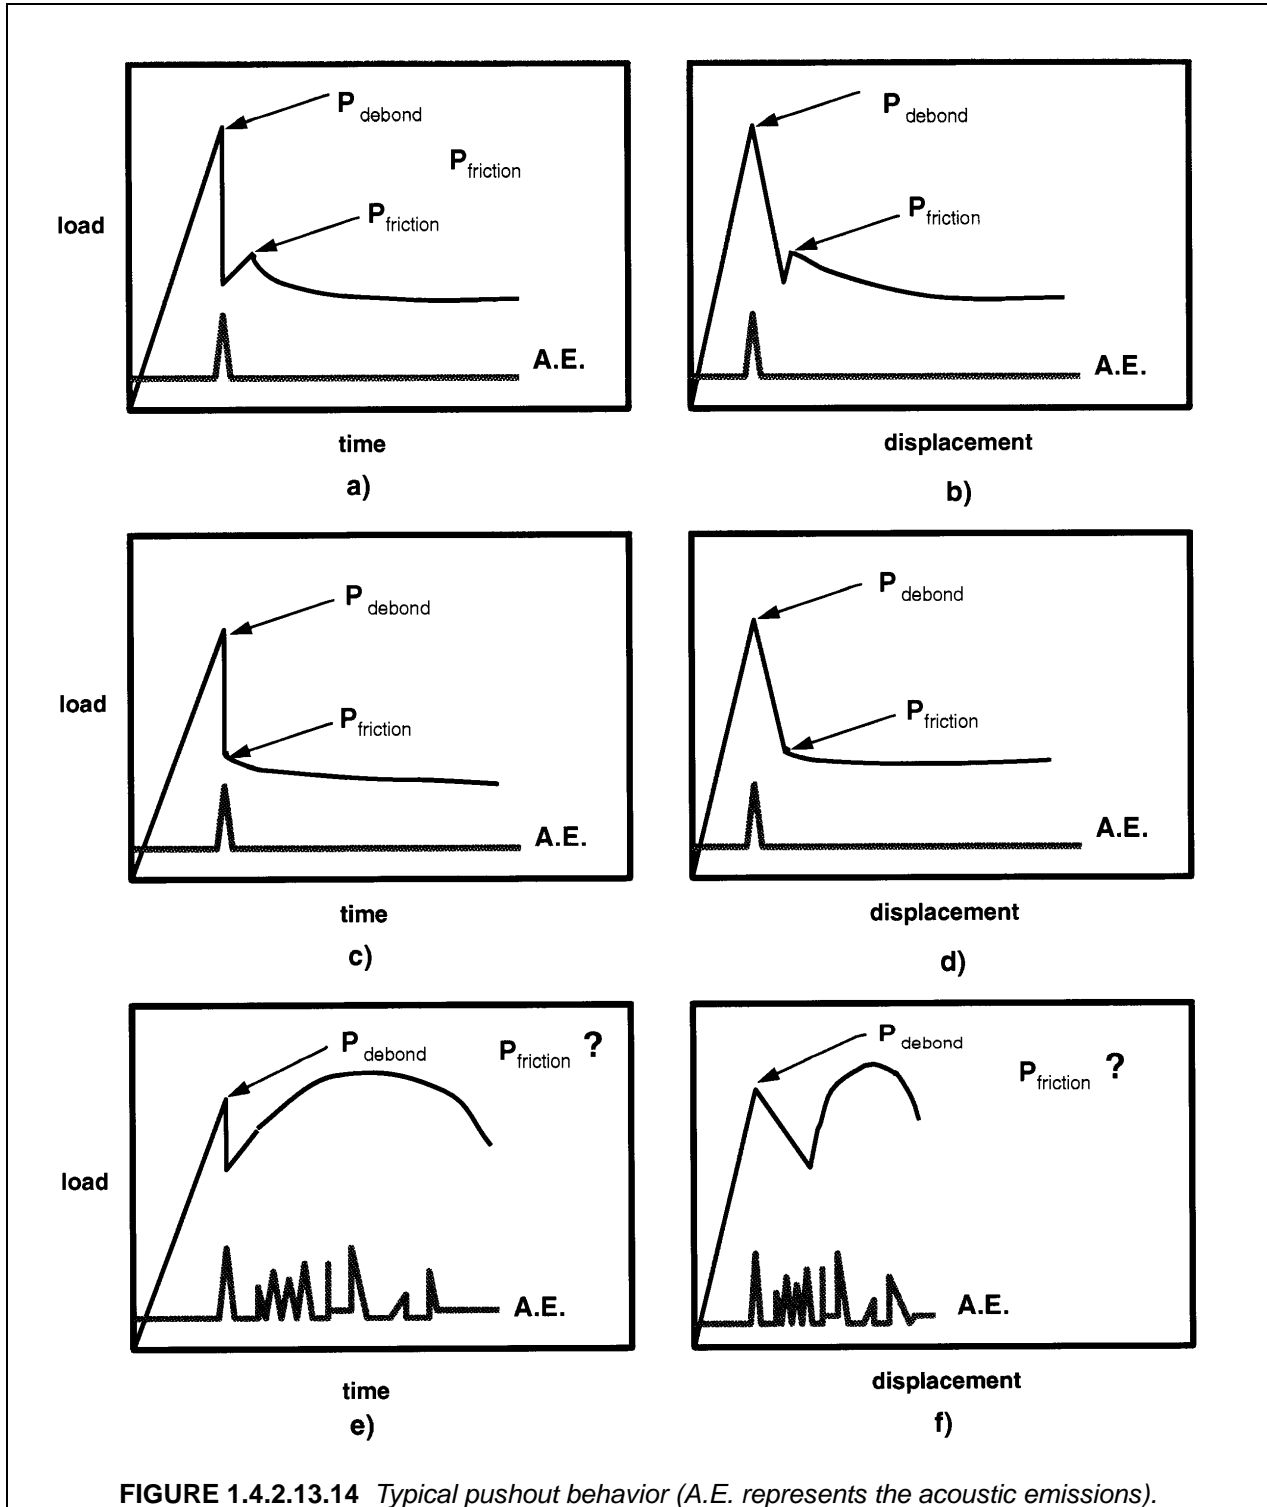 P debond
P friction
P friction
load
A.E.
time
a)
P debond
P friction
A.E.
displacement
b)
P debond
P friction
load
A.E.
time
c)
P debond
P friction
A.E.
displacement
d)
P debond
P friction ?
load
A.E.
time
e)
P debond
P friction ?
A.E.
displacement
f)
FIGURE 1.4.2.13.14 Typical pushout behavior (A.E. represents the acoustic emissions).